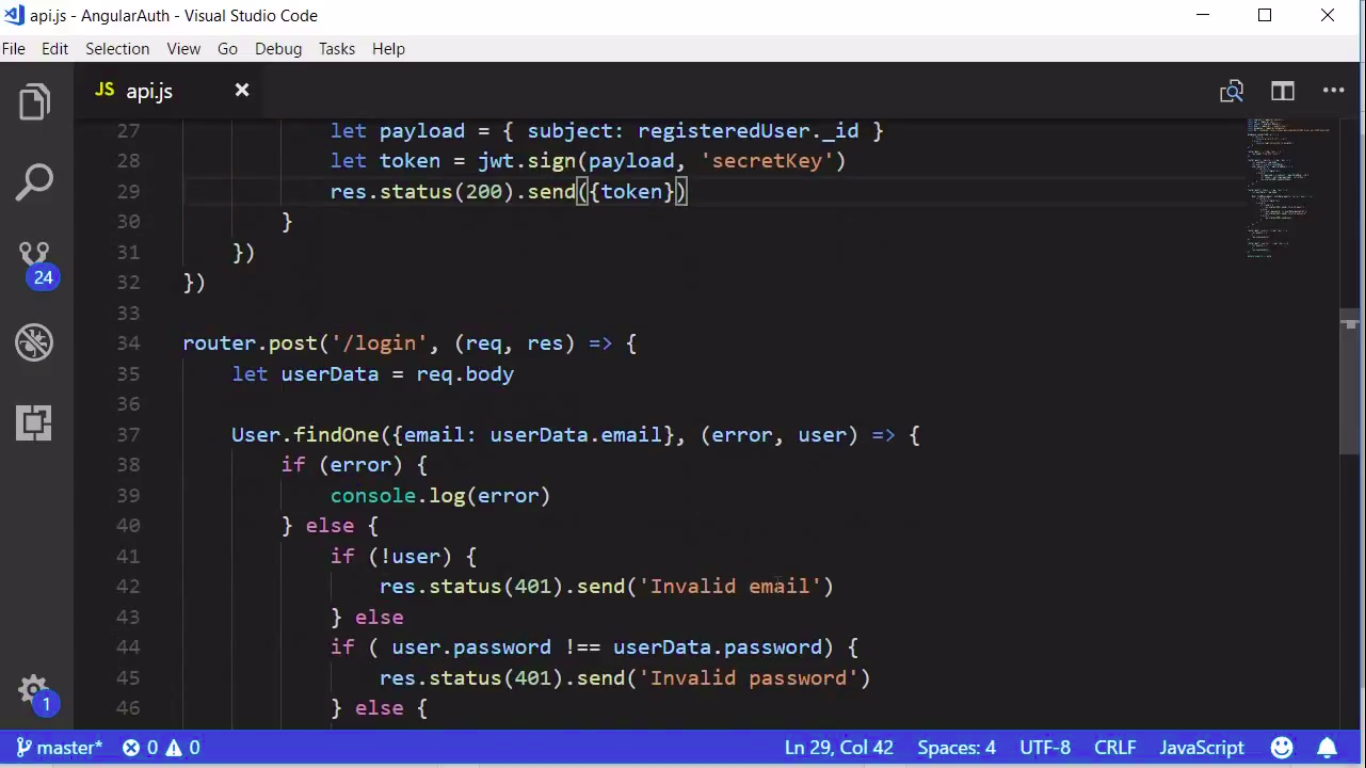 api.js - AngularAuth - Visual Studio Code
File Edit Selection View Go Debug Tasks Help
JS api.js
27 let payload = { subject: registeredUser._id }
28 let token = jwt.sign(payload, 'secretKey')
29 res.status(200).send({token})
30 }
31 })
32 })
33
34 router.post('/login', (req, res) => {
35 let userData = req.body
36
37 User.findOne({email: userData.email}, (error, user) => {
38 if (error) {
39 console.log(error)
40 } else {
41 if (!user) {
42 res.status(401).send('Invalid email')
43 } else
44 if ( user.password !== userData.password) {
45 res.status(401).send('Invalid password')
46 } else {
24
1
master* 0 0 Ln 29, Col 42 Spaces: 4 UTF-8 CRLF JavaScript